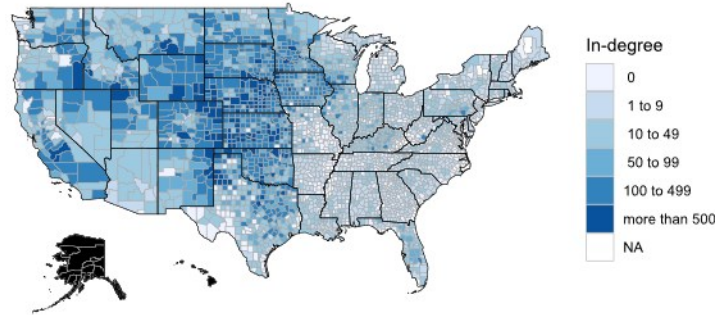 In-degree
0
1 to 9
10 to 49
50 to 99
100 to 499
more than 500
NA